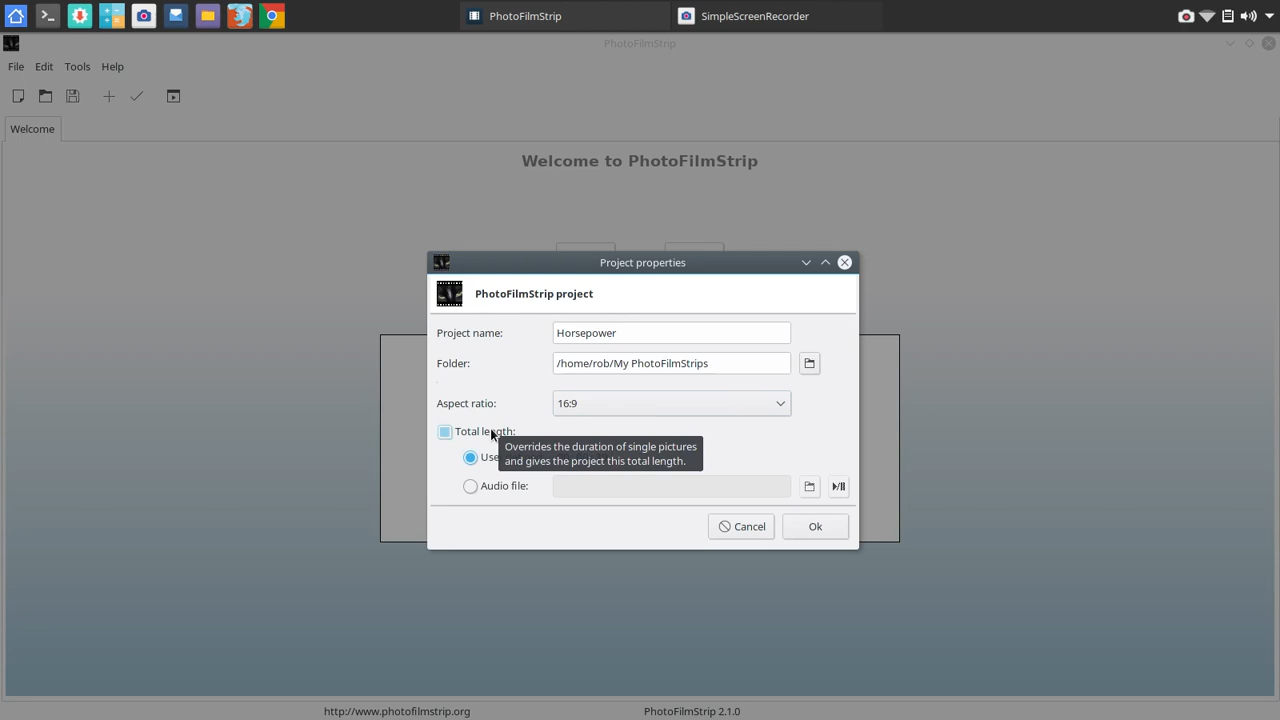 PhotoFilmStrip
SimpleScreenRecorder
PhotoFilmStrip
File Edit Tools Help
Welcome
Welcome to PhotoFilmStrip
Project properties
PhotoFilmStrip project
Project name: Horsepower
Folder: /home/rob/My PhotoFilmStrips
Aspect ratio: 16:9
Total length:
Overrides the duration of single pictures
and gives the project this total length.
Use
Audio file:
Cancel Ok
http://www.photofilmstrip.org PhotoFilmStrip 2.1.0